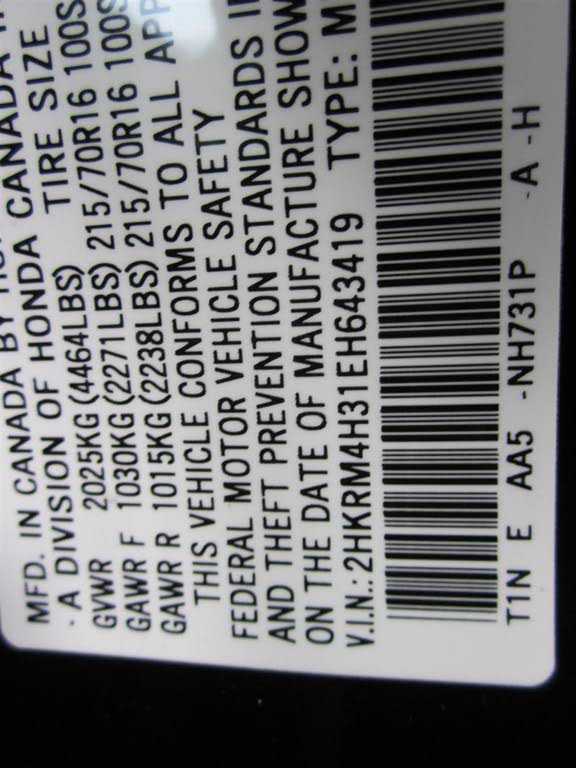 MFD. IN CANADA BY
· A DIVISION OF HONDA CANADA
TIRE SIZE
GVWR 2025KG (4464LBS)
GAWR F 1030KG (2271LBS) 215/70R16 100S
GAWR R 1015KG (2238LBS) 215/70R16 100S
THIS VEHICLE CONFORMS TO ALL
FEDERAL MOTOR VEHICLE SAFETY
AND THEFT PREVENTION STANDARDS
ON THE DATE OF MANUFACTURE SHOW
V.I.N.:2HKRM4H31EH643419 TYPE: M
T1N E AA5 -NH731P -A -H